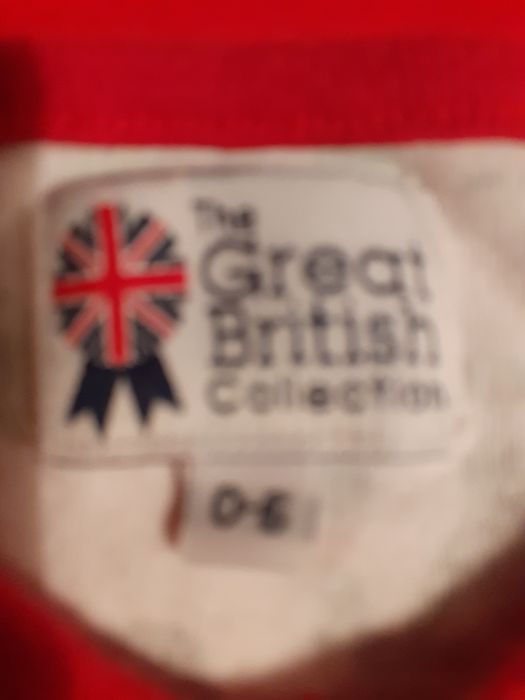 The
Great
British
Collection
0-6